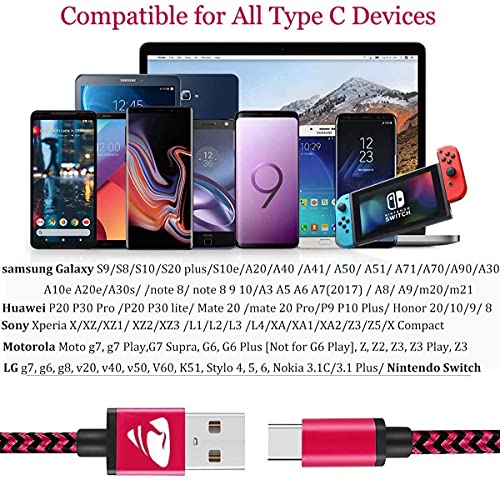 Compatible for All Type C Devices
SAMSUNG
9
NINTENDO
SWITCH
samsung Galaxy S9/S8/S10/S20 plus/S10e/A20/A40 /A41/ A50/ A51/ A71/A70/A90/A30
A10e A20e/A30s/ /note 8/ note 8 9 10/A3 A5 A6 A7(2017) / A8/ A9/m20/m21
Huawei P20 P30 Pro /P20 P30 lite/ Mate 20 /mate 20 Pro/P9 P10 Plus/ Honor 20/10/9/ 8
Sony Xperia X/XZ/XZ1/ XZ2/XZ3 /L1/L2/L3 /L4/XA/XA1/XA2/Z3/Z5/X Compact
Motorola Moto g7, g7 Play,G7 Supra, G6, G6 Plus [Not for G6 Play], Z, Z2, Z3, Z3 Play, Z3
LG g7, g6, g8, v20, v40, v50, V60, K51, Stylo 4, 5, 6, Nokia 3.1C/3.1 Plus/ Nintendo Switch